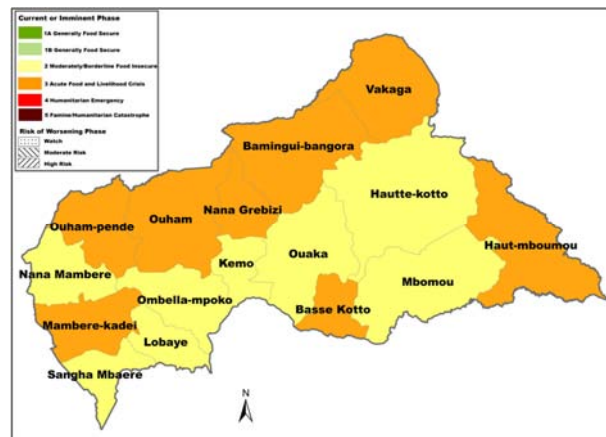 Current or Imminent Phase
1A Generally Food Secure
1B Generally Food Secure
2 Moderately/Borderline Food Insecure
3 Acute Food and Livelihood Crisis
4 Humanitarian Emergency
5 Famine/Humanitarian Catastrophe
Risk of Worsening Phase
Watch
Moderate Risk
High Risk
Vakaga
Bamingui-bangora
Hautte-kotto
Nana Grebizi
Ouham
Ouham-pende
Haut-mboumou
Ouaka
Kemo
Nana Mambere
Mbomou
Ombella-mpoko
Basse Kotto
Mambere-kadei
Lobaye
Sangha Mbaere
N